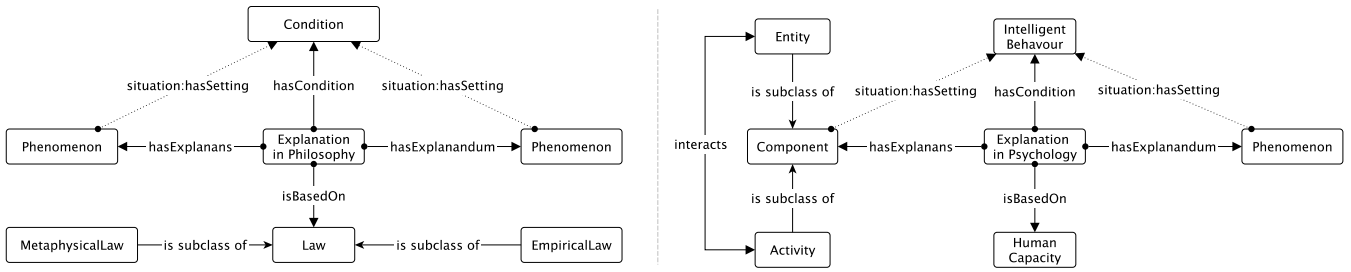 Condition
situation:hasSetting
hasCondition
situation:hasSetting
Phenomenon
hasExplanans
Explanation
in Philosophy
hasExplanandum
Phenomenon
isBasedOn
MetaphysicalLaw
is subclass of
Law
is subclass of
EmpiricalLaw
Entity
Intelligent
Behavour
is subclass of
situation:hasSetting
hasCondition
situation:hasSetting
interacts
Component
hasExplanans
Explanation
in Psychology
hasExplanandum
Phenomenon
is subclass of
isBasedOn
Activity
Human
Capacity